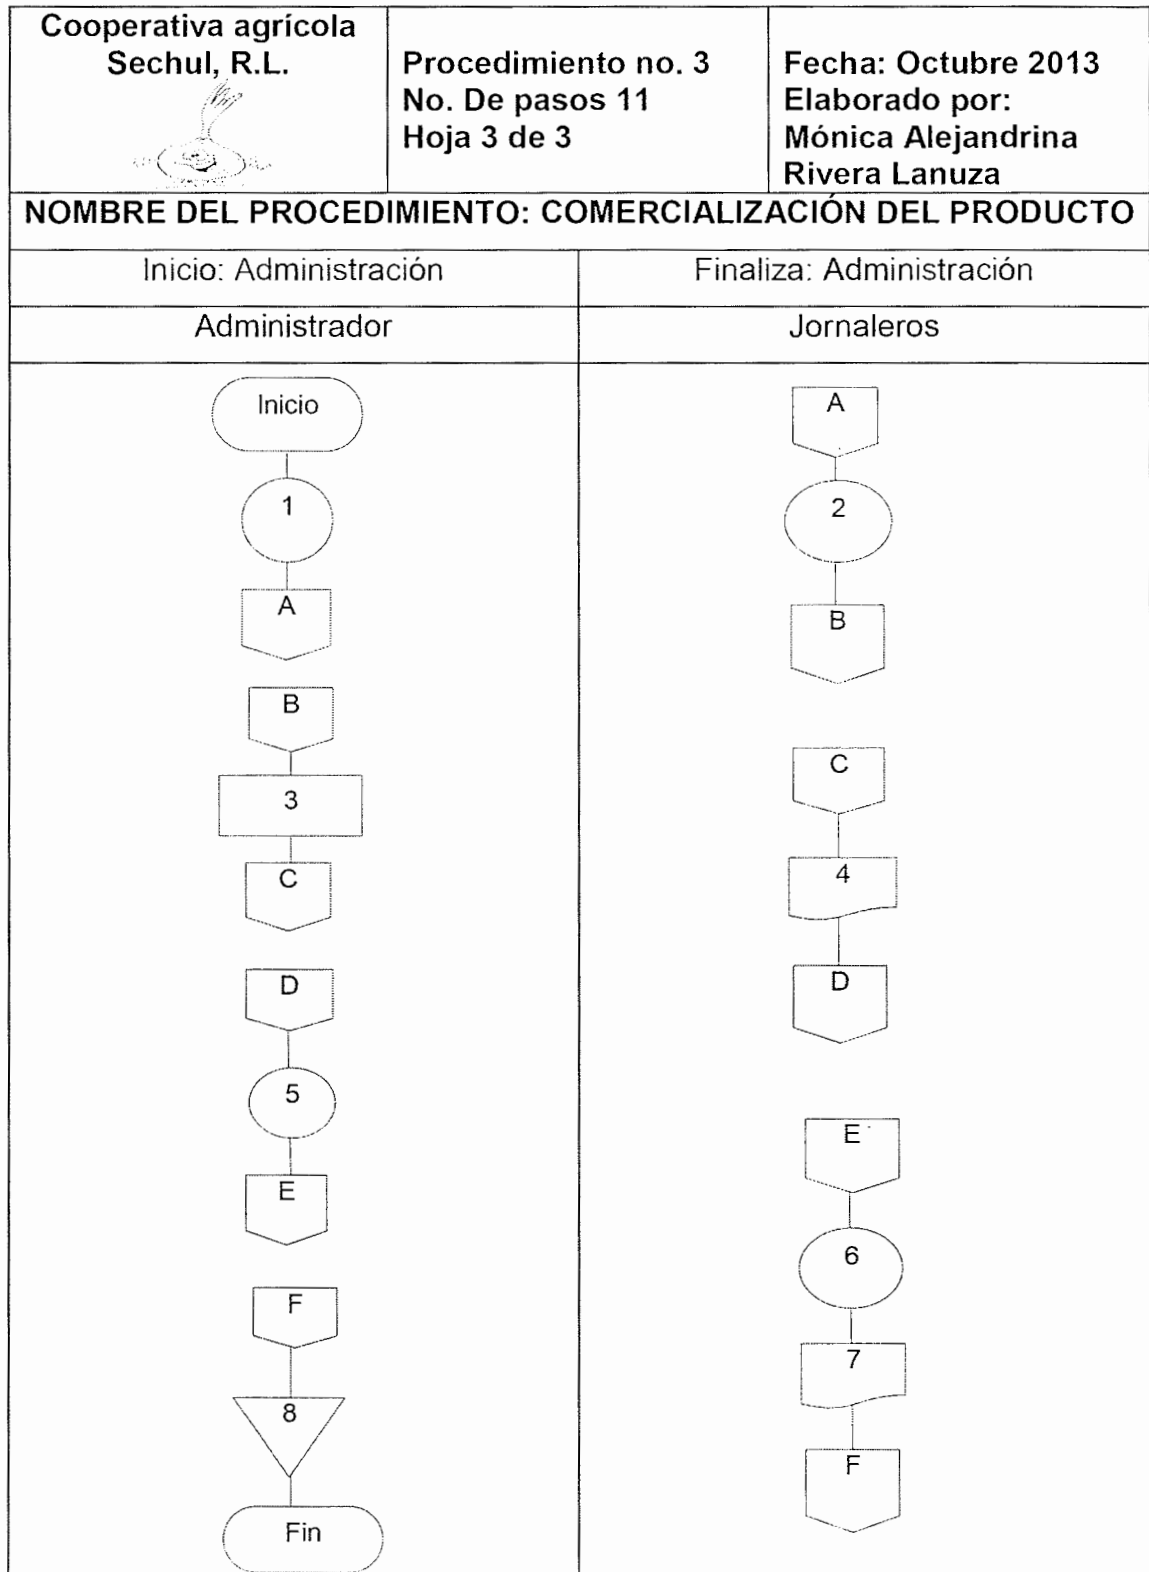 Cooperativa agrícola
Sechul, R.L.
Procedimiento no. 3
No. De pasos 11
Hoja 3 de 3
Fecha: Octubre 2013
Elaborado por:
Mónica Alejandrina
Rivera Lanuza
NOMBRE DEL PROCEDIMIENTO: COMERCIALIZACIÓN DEL PRODUCTO
Inicio: Administración
Finaliza: Administración
Administrador
Jornaleros
Inicio
1
A
B
3
C
D
5
E
F
8
Fin
A
2
B
C
4
D
E
6
7
F